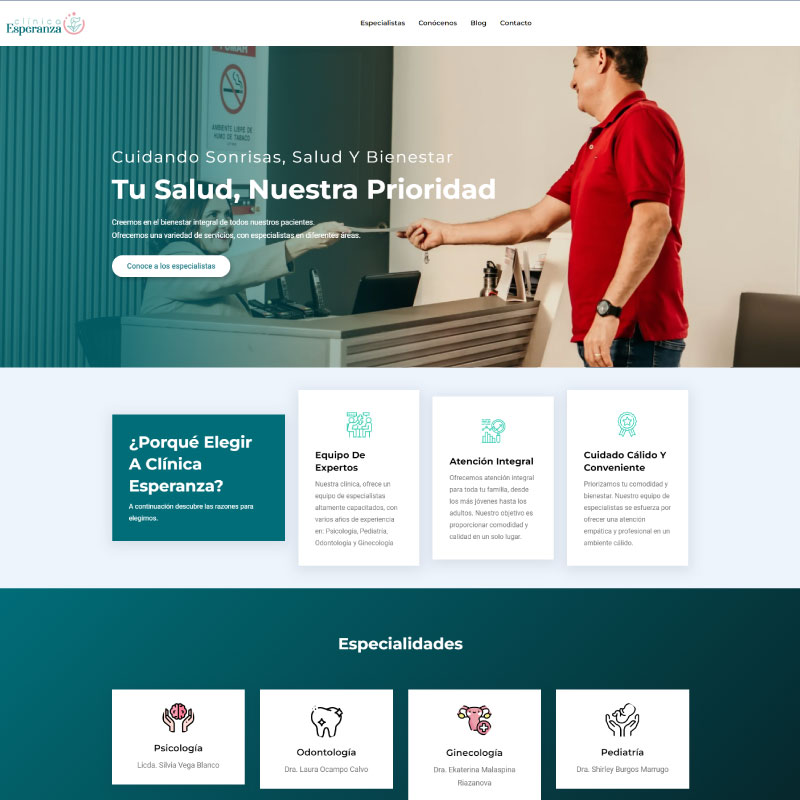 clínica
Esperanza
Especialistas Conócenos Blog Contacto
FUMAR
AMBIENTE LIBRE DE
HUMO DE TABACO
Cuidando Sonrisas, Salud Y Bienestar
Tu Salud, Nuestra Prioridad
Creemos en el bienestar integral de todos nuestros pacientes.
Ofrecemos una variedad de servicios, con especialistas en diferentes áreas.
Conoce a los especialistas
¿Porqué Elegir
A Clínica
Esperanza?
A continuación descubre las razones para
elegirnos.
Equipo De
Expertos
Nuestra clínica, ofrece un
equipo de especialistas
altamente capacitados, con
varios años de experiencia
en: Psicología, Pediatría,
Odontología y Ginecología
Atención Integral
Ofrecemos atención integral
para toda tu familia, desde
los más jóvenes hasta los
adultos. Nuestro objetivo es
proporcionar comodidad y
calidad en un solo lugar.
Cuidado Cálido Y
Conveniente
Priorizamos tu comodidad y
bienestar. Nuestro equipo de
especialistas se esfuerza por
ofrecer una atención
empática y profesional en un
ambiente cálido.
Especialidades
Psicología
Licda. Silvia Vega Blanco
Odontología
Dra. Laura Ocampo Calvo
Ginecología
Dra. Ekaterina Malaspina
Riazanova
Pediatría
Dra. Shirley Burgos Marrugo